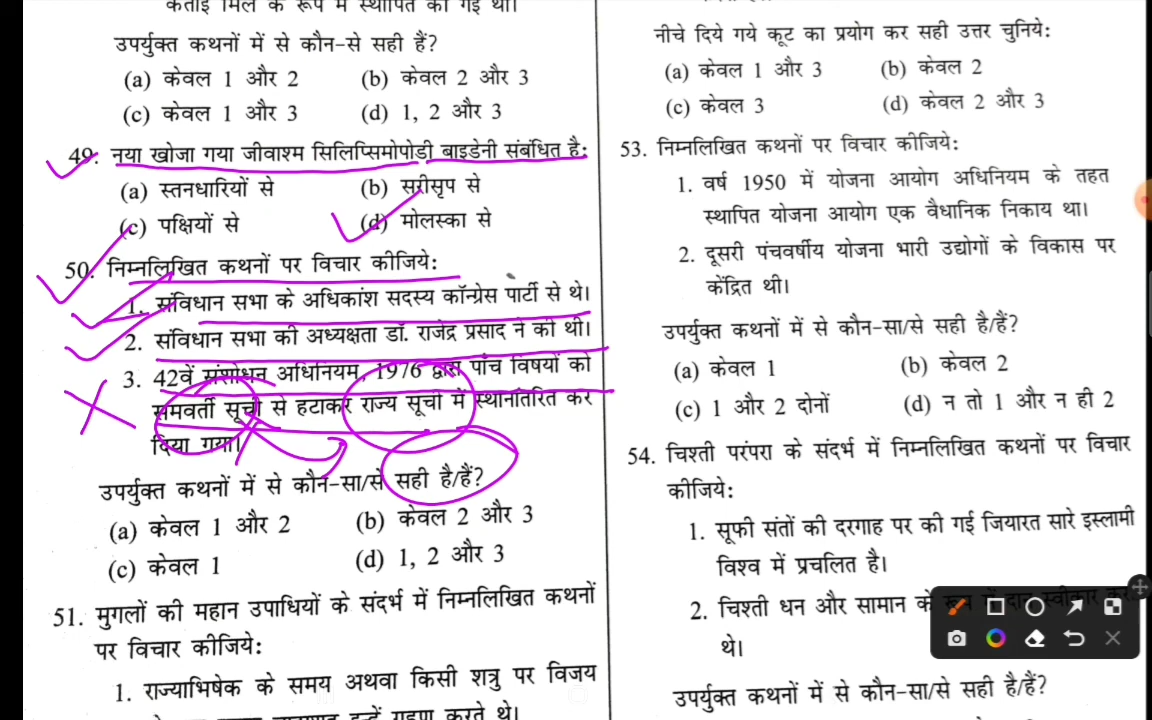 कताई मिल के रूप में स्थापित की गई थी।
उपर्युक्त कथनों में से कौन-से सही हैं?
(a) केवल 1 और 2 (b) केवल 2 और 3
(c) केवल 1 और 3 (d) 1, 2 और 3
49. नया खोजा गया जीवाश्म सिलिप्सिमोपोडी बाइडेनी संबंधित है:
(a) स्तनधारियों से (b) सरीसृप से
(c) पक्षियों से (d) मोलस्का से
50. निम्नलिखित कथनों पर विचार कीजिये:
1. संविधान सभा के अधिकांश सदस्य कॉन्ग्रेस पार्टी से थे।
2. संविधान सभा की अध्यक्षता डॉ. राजेंद्र प्रसाद ने की थी।
3. 42वें संशोधन अधिनियम, 1976 द्वारा पाँच विषयों को
समवर्ती सूची से हटाकर राज्य सूची में स्थानांतरित कर
दिया गया।
उपर्युक्त कथनों में से कौन-सा/से सही है/हैं?
(a) केवल 1 और 2 (b) केवल 2 और 3
(c) केवल 1 (d) 1, 2 और 3
51. मुगलों की महान उपाधियों के संदर्भ में निम्नलिखित कथनों
पर विचार कीजिये:
1. राज्याभिषेक के समय अथवा किसी शत्रु पर विजय
इन्हें ग्रहण करते थे।
नीचे दिये गये कूट का प्रयोग कर सही उत्तर चुनिये:
(a) केवल 1 और 3 (b) केवल 2
(c) केवल 3 (d) केवल 2 और 3
53. निम्नलिखित कथनों पर विचार कीजिये:
1. वर्ष 1950 में योजना आयोग अधिनियम के तहत
स्थापित योजना आयोग एक वैधानिक निकाय था।
2. दूसरी पंचवर्षीय योजना भारी उद्योगों के विकास पर
केंद्रित थी।
उपर्युक्त कथनों में से कौन-सा/से सही है/हैं?
(a) केवल 1 (b) केवल 2
(c) 1 और 2 दोनों (d) न तो 1 और न ही 2
54. चिश्ती परंपरा के संदर्भ में निम्नलिखित कथनों पर विचार
कीजिये:
1. सूफी संतों की दरगाह पर की गई जियारत सारे इस्लामी
विश्व में प्रचलित है।
2. चिश्ती धन और सामान के रूप में दान स्वीकार करते
थे।
उपर्युक्त कथनों में से कौन-सा/से सही है/हैं?